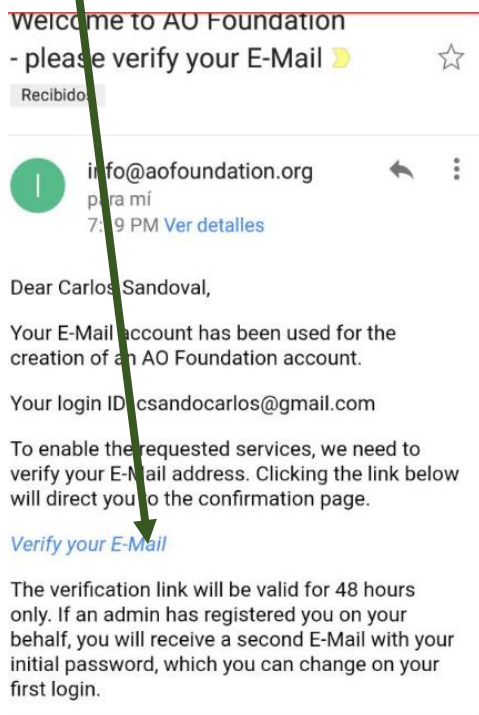 Welcome to AO Foundation
- please verify your E-Mail
Recibidos
I
info@aofoundation.org
para mí
7: 9 PM Ver detalles
Dear Carlos Sandoval,
Your E-Mail account has been used for the
creation of an AO Foundation account.
Your login ID: csandocarlos@gmail.com
To enable the requested services, we need to
verify your E-Mail address. Clicking the link below
will direct you to the confirmation page.
Verify your E-Mail
The verification link will be valid for 48 hours
only. If an admin has registered you on your
behalf, you will receive a second E-Mail with your
initial password, which you can change on your
first login.